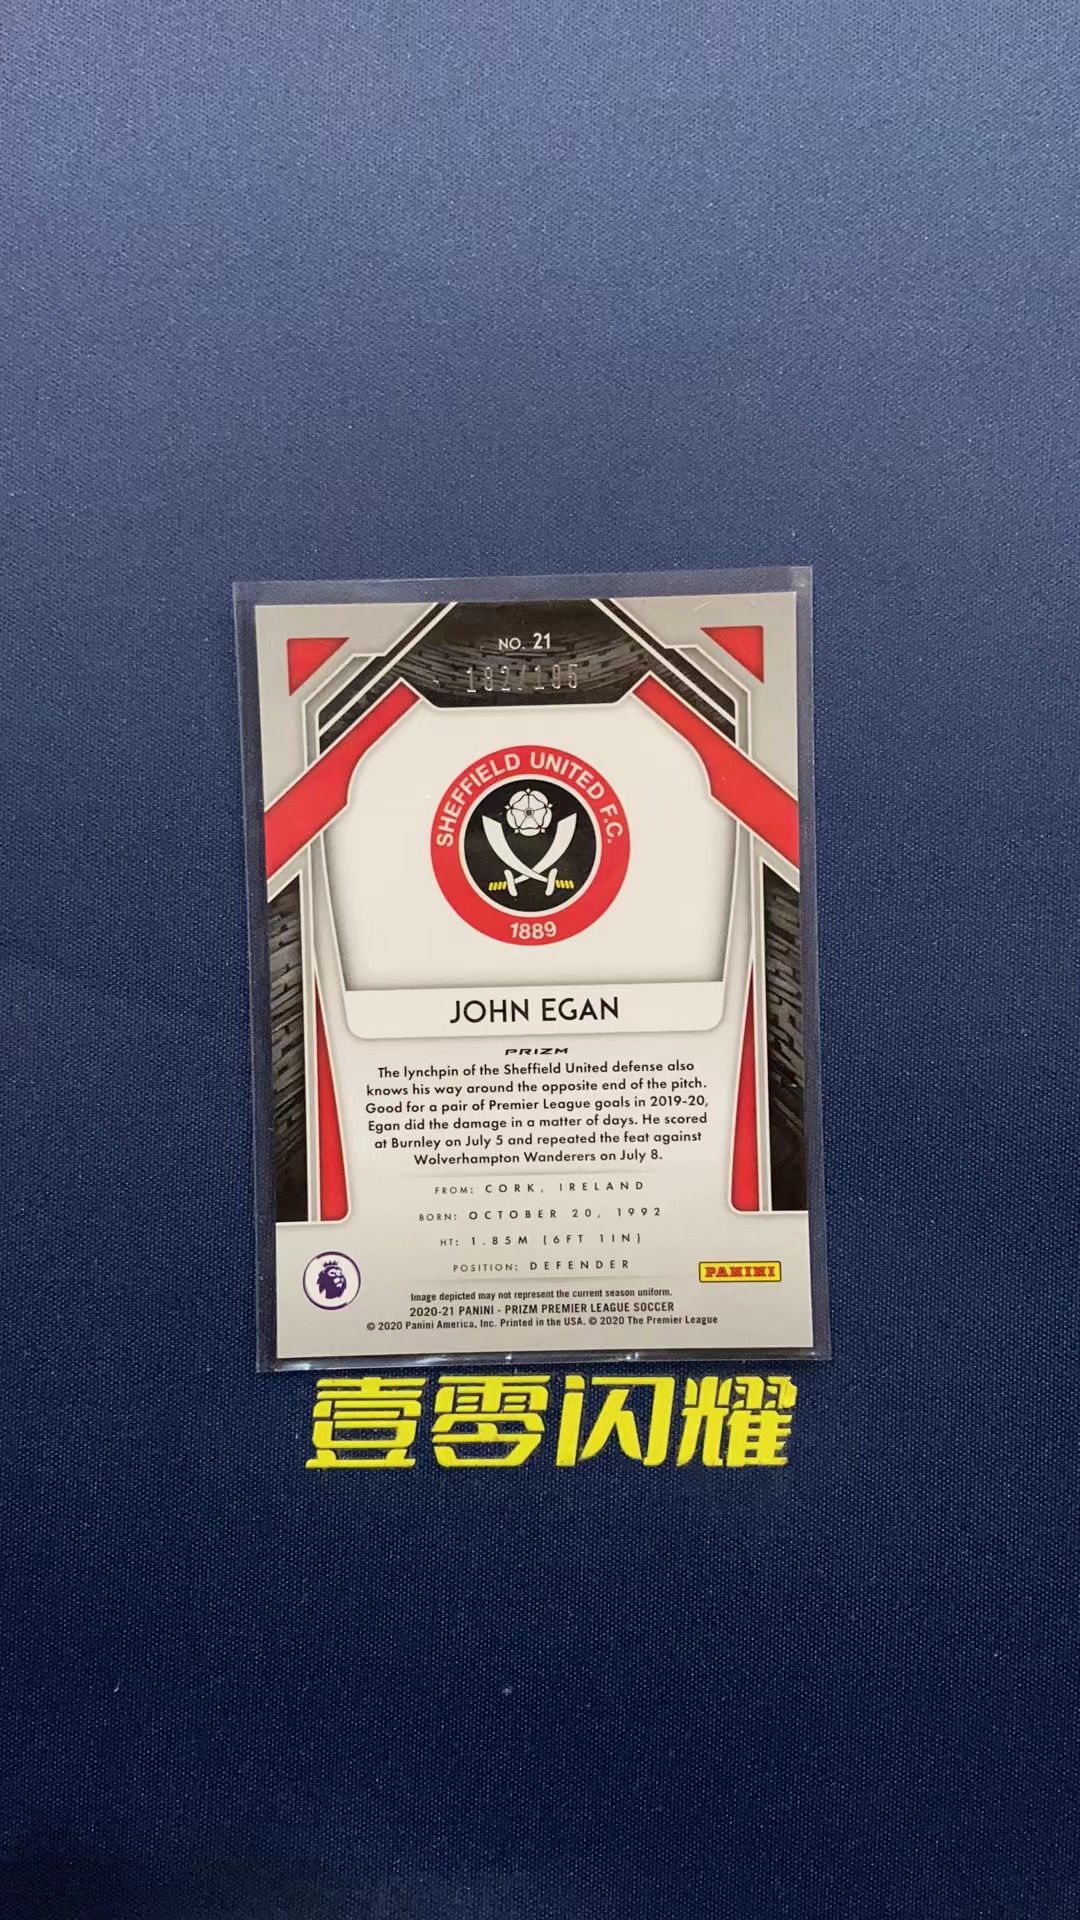 NO. 21
SHEFFIELD UNITED F.C.
1889
JOHN EGAN
PRIZM
The lynchpin of the Sheffield United defense also
knows his way around the opposite end of the pitch.
Good for a pair of Premier League goals in 2019-20,
Egan did the damage in a matter of days. He scored
at Burnley on July 5 and repeated the feat against
Wolverhampton Wanderers on July 8.
FROM: CORK, IRELAND
BORN: OCTOBER 20, 1992
HT: 1.85M (6FT 1IN)
POSITION: DEFENDER
PANINI
Image depicted may not represent the current season uniform.
2020-21 PANINI - PRIZM PREMIER LEAGUE SOCCER
© 2020 Panini America, Inc. Printed in the USA. © 2020 The Premier League
壹零闪耀